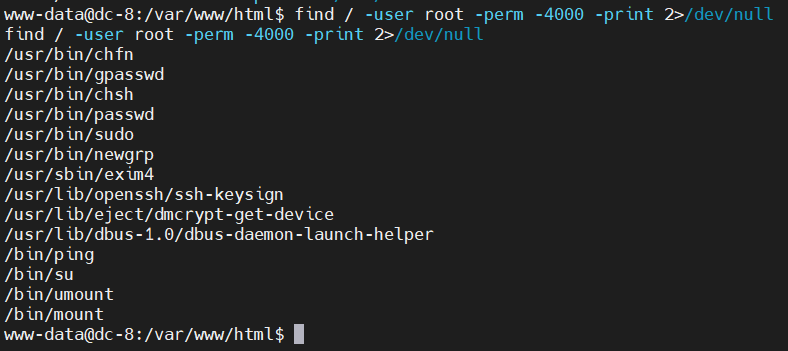 www-data@dc-8:/var/www/html$ find / -user root -perm -4000 -print 2>/dev/null
find / -user root -perm -4000 -print 2>/dev/null
/usr/bin/chfn
/usr/bin/gpasswd
/usr/bin/chsh
/usr/bin/passwd
/usr/bin/sudo
/usr/bin/newgrp
/usr/sbin/exim4
/usr/lib/openssh/ssh-keysign
/usr/lib/eject/dmcrypt-get-device
/usr/lib/dbus-1.0/dbus-daemon-launch-helper
/bin/ping
/bin/su
/bin/umount
/bin/mount
www-data@dc-8:/var/www/html$